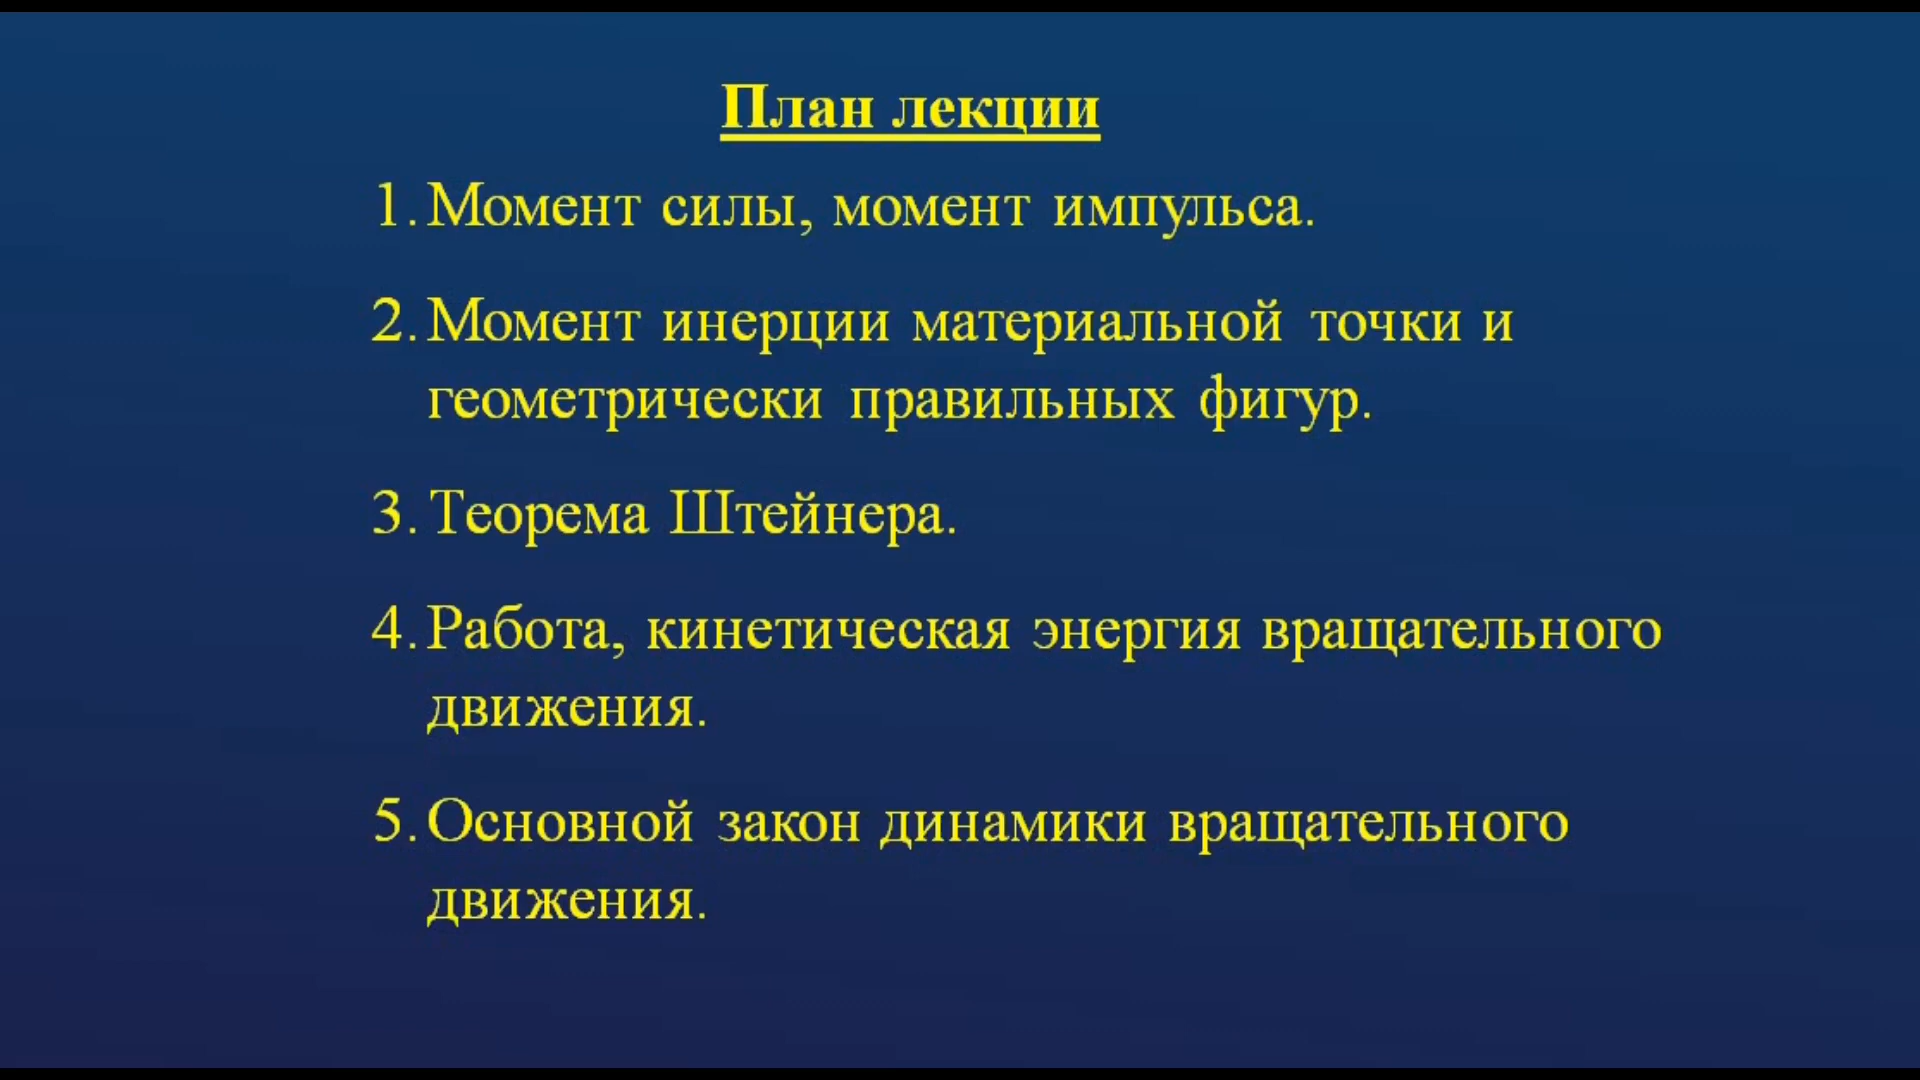 План лекции
1. Момент силы, момент импульса.
2. Момент инерции материальной точки и
геометрически правильных фигур.
3. Теорема Штейнера.
4. Работа, кинетическая энергия вращательного
движения.
5. Основной закон динамики вращательного
движения.